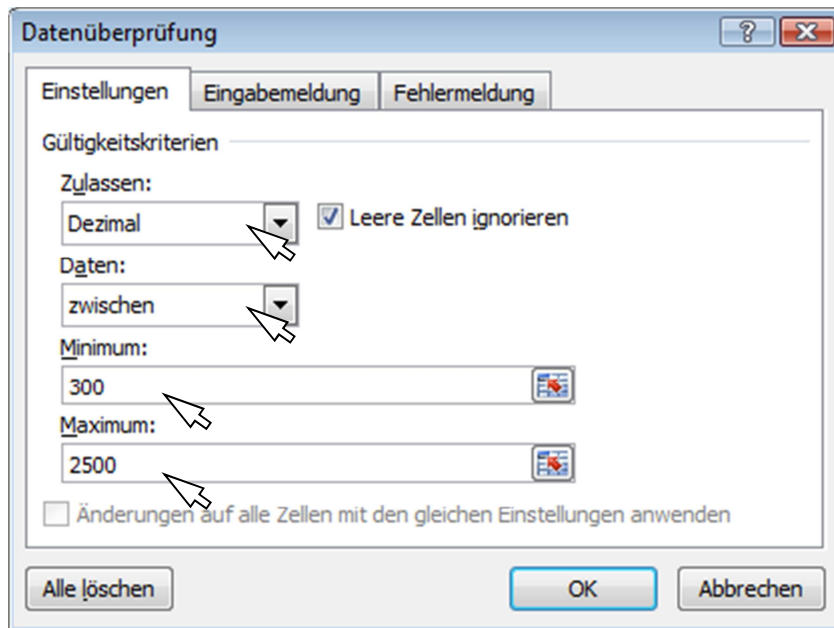 Datenüberprüfung
Einstellungen Eingabemeldung Fehlermeldung
Gültigkeitskriterien
Zulassen:
Dezimal Leere Zellen ignorieren
Daten:
zwischen
Minimum:
300
Maximum:
2500
Änderungen auf alle Zellen mit den gleichen Einstellungen anwenden
Alle löschen OK Abbrechen